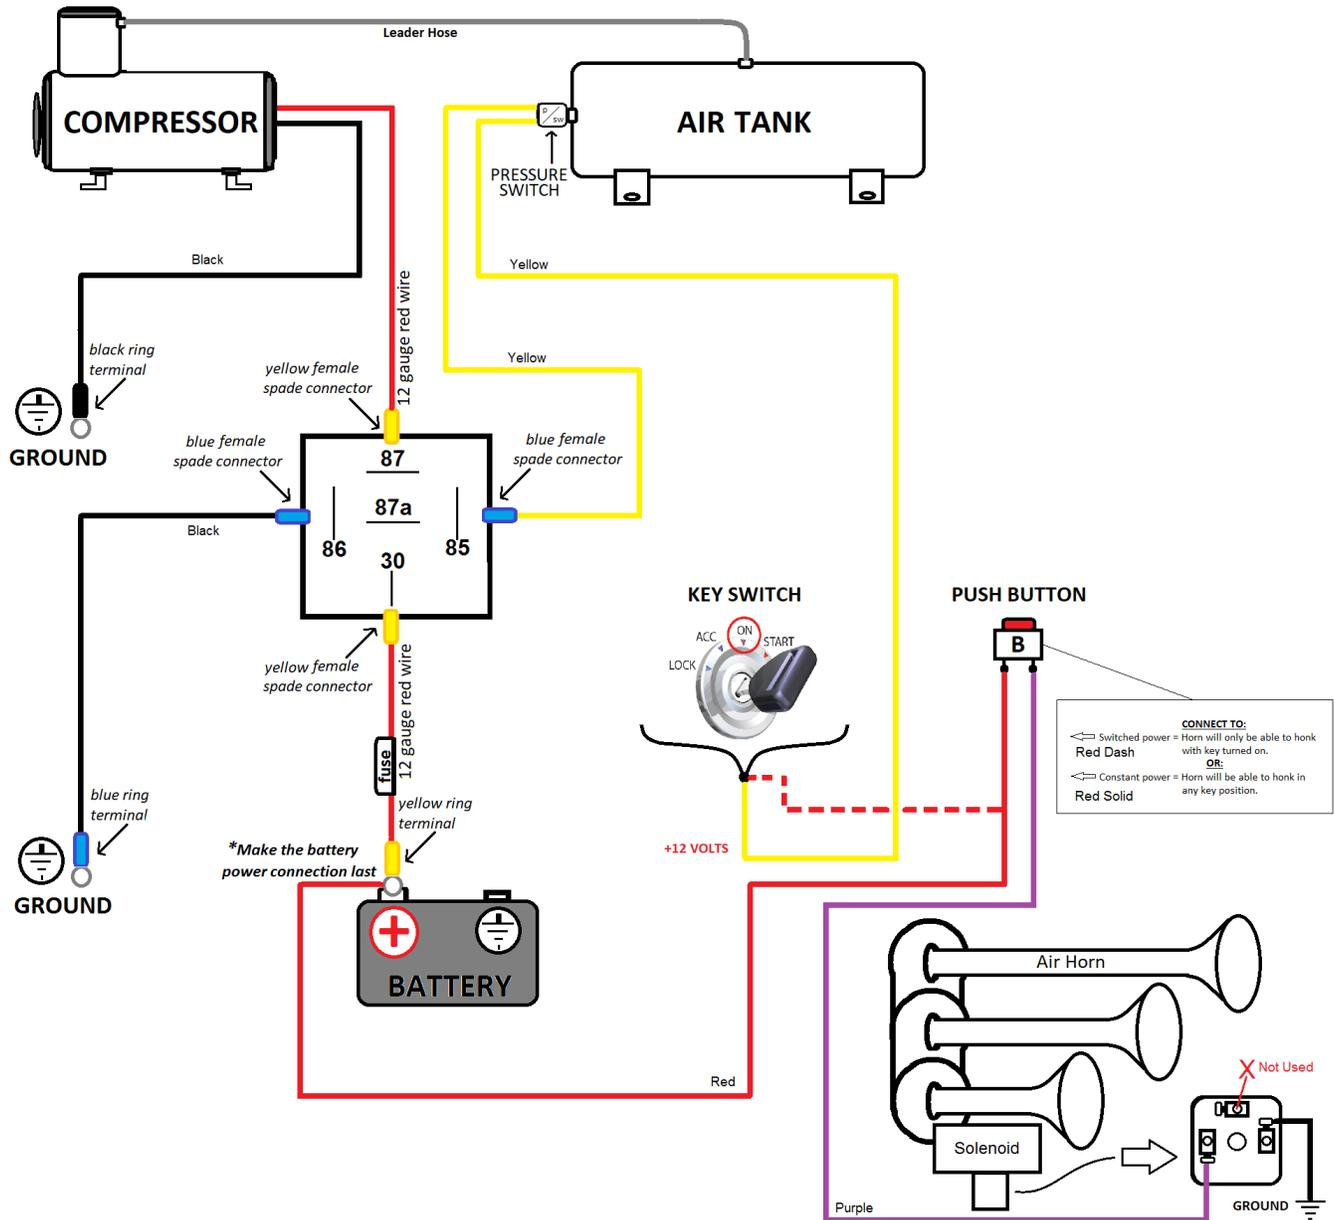 Leader Hose
COMPRESSOR
AIR TANK
P
SW
PRESSURE
SWITCH
Black
Yellow
12 gauge red wire
black ring
terminal
yellow female
spade connector
Yellow
GROUND
blue female
spade connector
blue female
spade connector
87
87a
86
85
30
Black
yellow female
spade connector
12 gauge red wire
fuse
KEY SWITCH
LOCK
ACC
ON
START
PUSH BUTTON
B
CONNECT TO:
Switched power = Horn will only be able to honk
Red Dash
with key turned on.
OR:
Constant power = Horn will be able to honk in
Red Solid
any key position.
blue ring
terminal
yellow ring
terminal
*Make the battery
power connection last
+12 VOLTS
GROUND
+
BATTERY
Red
Air Horn
X Not Used
Solenoid
Purple
GROUND